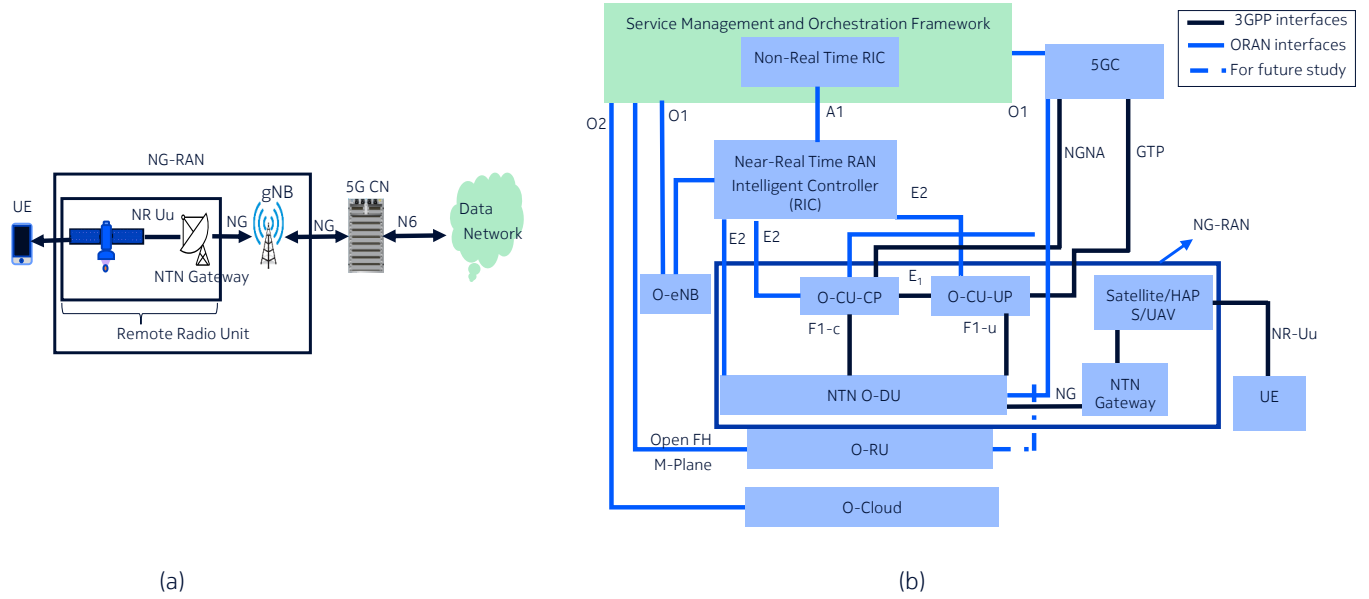 NG-RAN
UE
NR Uu
NG
gNB
NG
5G CN
N6
Data
Network
NTN Gateway
Remote Radio Unit
(a)
Service Management and Orchestration Framework
Non-Real Time RIC
5GC
3GPP interfaces
ORAN interfaces
For future study
O2
O1
A1
O1
NGNA
GTP
Near-Real Time RAN
Intelligent Controller
(RIC)
E2
E2
E2
NG-RAN
O-eNB
O-CU-CP
E1
O-CU-UP
Satellite/HAP
S/UAV
F1-c
F1-u
NR-Uu
NTN O-DU
NG
NTN
Gateway
UE
Open FH
M-Plane
O-RU
O-Cloud
(b)